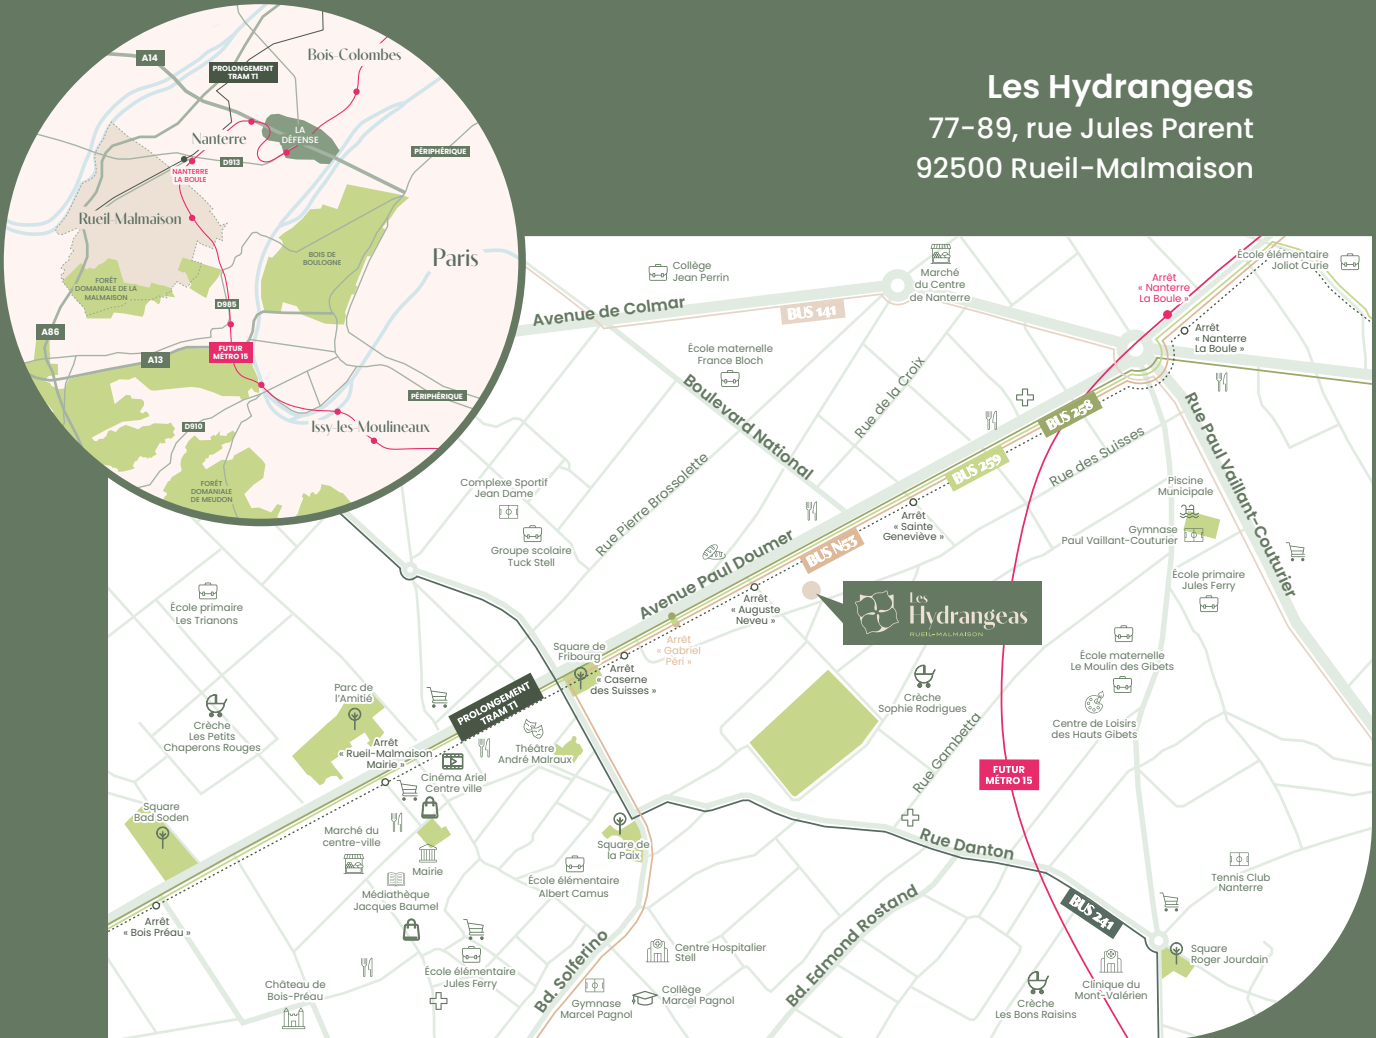 Les Hydrangeas
77-89, rue Jules Parent
92500 Rueil-Malmaison
A14
PROLONGEMENT
TRAM T1
Bois-Colombes
Nanterre
LA
DÉFENSE
D913
PÉRIPHÉRIQUE
NANTERRE
LA BOULE
Rueil-Malmaison
BOIS DE
BOULOGNE
Paris
FORÊT
DOMANIALE DE LA
MALMAISON
D985
A86
FUTUR
MÉTRO 15
A13
PÉRIPHÉRIQUE
D910
Issy-les-Moulineaux
FORÊT
DOMANIALE
DE MEUDON
Collège
Jean Perrin
Marché
du Centre
de Nanterre
École élémentaire
Joliot Curie
Arrêt
« Nanterre
La Boule »
Avenue de Colmar
BUS 141
Arrêt
« Nanterre
La Boule »
École maternelle
France Bloch
Boulevard National
Rue de la Croix
BUS 258
Rue Paul Vaillant-Couturier
Rue des Suisses
BUS 259
Rue Pierre Brossolette
Complexe Sportif
Jean Dame
Piscine
Municipale
Arrêt
« Sainte
Geneviève »
Gymnase
Paul Vaillant-Couturier
Groupe scolaire
Tuck Stell
BUS N53
Avenue Paul Doumer
École primaire
Jules Ferry
École primaire
Les Trianons
Arrêt
« Auguste
Neveu »
Les
Hydrangeas
RUEIL-MALMAISON
Arrêt
« Gabriel
Péri »
Square de
Fribourg
Arrêt
« Caserne
des Suisses »
École maternelle
Le Moulin des Gibets
Parc de
l'Amitié
PROLONGEMENT
TRAM T1
Crèche
Sophie Rodrigues
Crèche
Les Petits
Chaperons Rouges
Centre de Loisirs
des Hauts Gibets
Arrêt
« Rueil-Malmaison
Mairie »
Théâtre
André Malraux
Rue Gambetta
Cinéma Ariel
Centre ville
FUTUR
MÉTRO 15
Square
Bad Soden
Marché du
centre-ville
Square de
la Paix
Rue Danton
Mairie
École élémentaire
Albert Camus
Tennis Club
Nanterre
Médiathèque
Jacques Baumel
Bd. Edmond Rostand
BUS 241
Arrêt
« Bois Préau »
Bd. Solferino
Centre Hospitalier
Stell
Square
Roger Jourdain
École élémentaire
Jules Ferry
Château de
Bois-Préau
Collège
Marcel Pagnol
Gymnase
Marcel Pagnol
Clinique du
Mont-Valérien
Crèche
Les Bons Raisins